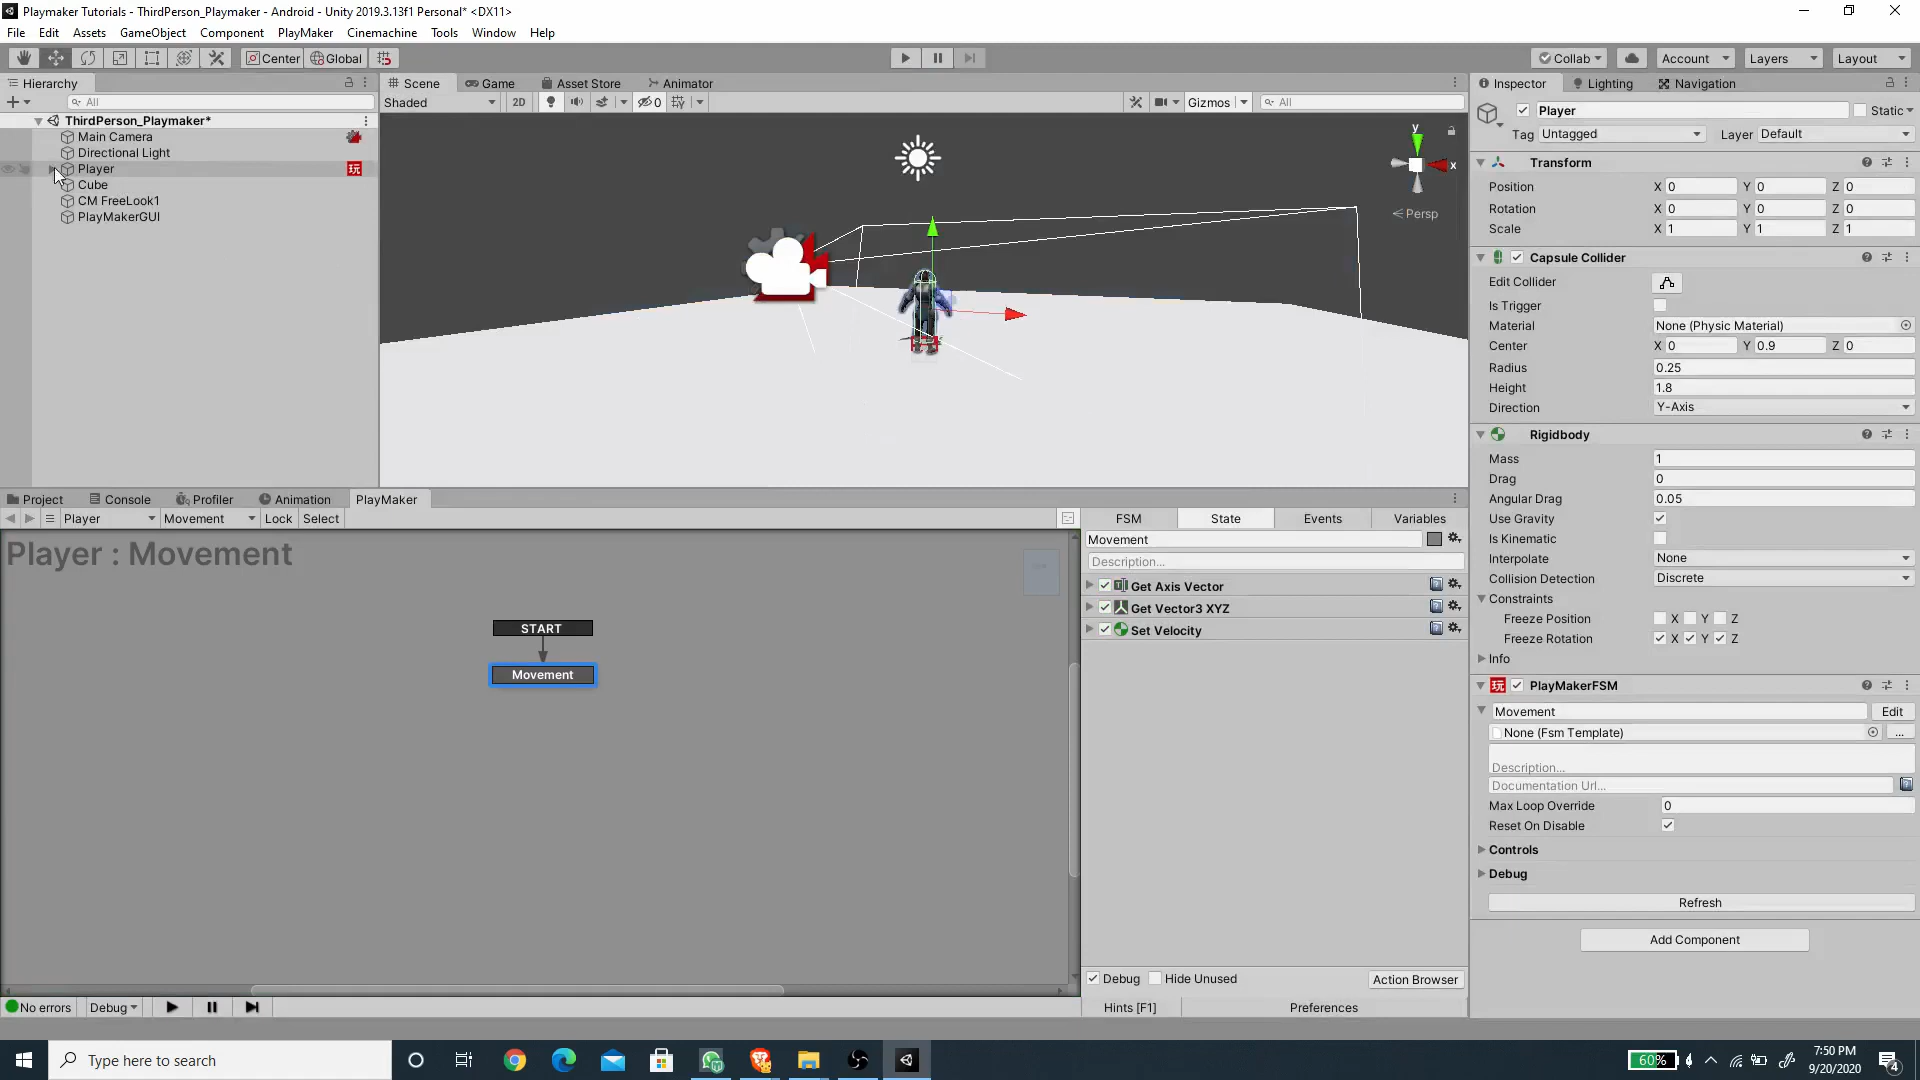 Playmaker Tutorials - ThirdPerson_Playmaker - Android - Unity 2019.3.13f1 Personal* <DX11>
File Edit Assets GameObject Component PlayMaker Cinemachine Tools Window Help
Center Global Collab Account Layers Layout
Hierarchy
All
ThirdPerson_Playmaker*
Main Camera
Directional Light
Player
玩
Cube
CM FreeLook1
PlayMakerGUI
Scene Game Asset Store Animator
Shaded 2D 0 Gizmos All
y
x
Persp
Inspector Lighting Navigation
Player Static
Tag Untagged Layer Default
Transform
Position X 0 Y 0 Z 0
Rotation X 0 Y 0 Z 0
Scale X 1 Y 1 Z 1
Capsule Collider
Edit Collider
Is Trigger
Material None (Physic Material)
Center X 0 Y 0.9 Z 0
Radius 0.25
Height 1.8
Direction Y-Axis
Rigidbody
Mass 1
Drag 0
Angular Drag 0.05
Use Gravity
Is Kinematic
Interpolate None
Collision Detection Discrete
Constraints
Freeze Position X Y Z
Freeze Rotation X Y Z
Info
玩 PlayMakerFSM
Movement Edit
None (Fsm Template) ...
Description...
Documentation Url...
Max Loop Override 0
Reset On Disable
Controls
Debug
Refresh
Add Component
Project Console Profiler Animation PlayMaker
Player Movement Lock Select
Player : Movement
START
Movement
FSM State Events Variables
Movement
Description...
Get Axis Vector
Get Vector3 XYZ
Set Velocity
Debug Hide Unused Action Browser
Hints [F1] Preferences
No errors Debug
Type here to search
60%
7:50 PM
9/20/2020
4